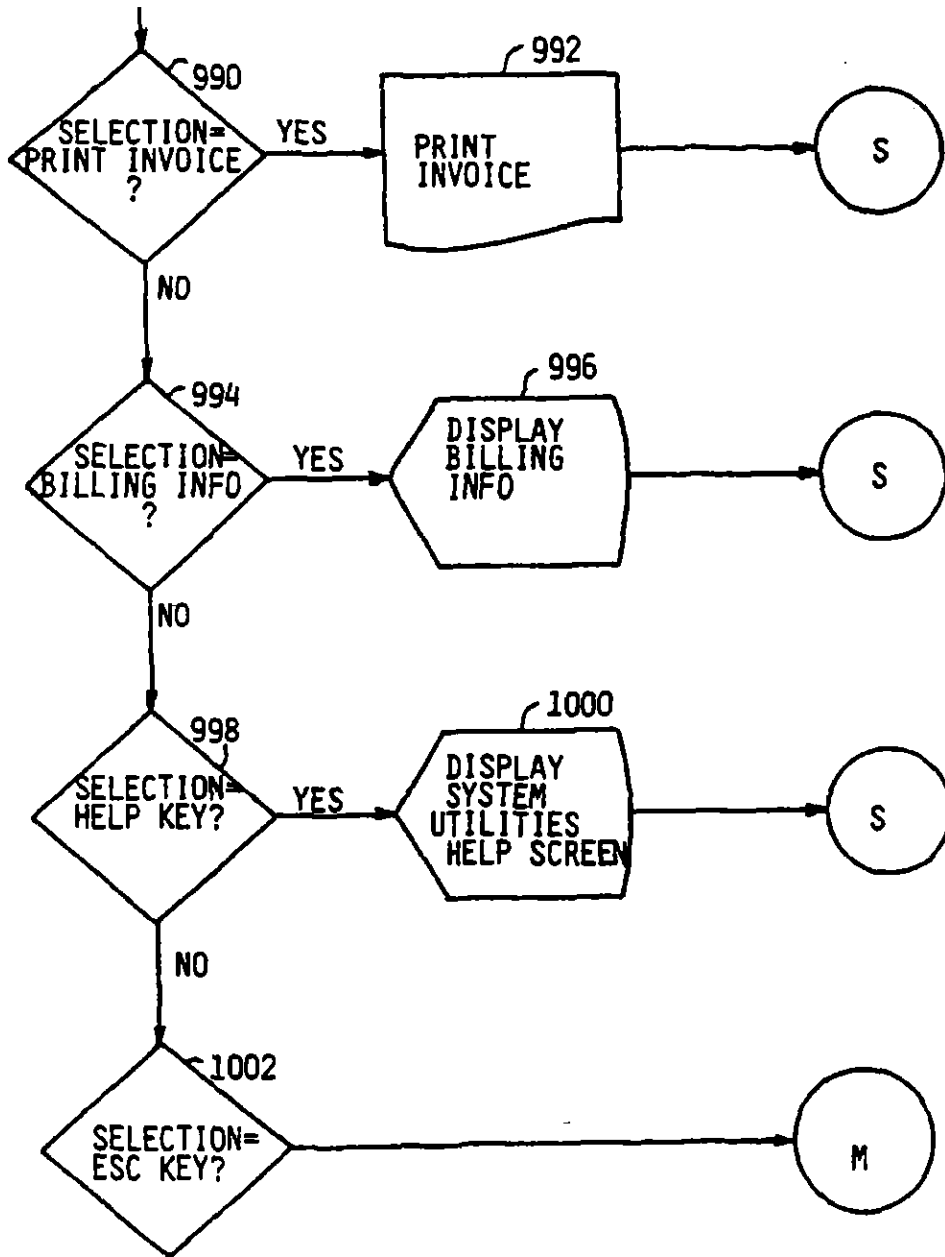 990
SELECTION=
PRINT INVOICE
?
YES
992
PRINT
INVOICE
S
NO
994
SELECTION=
BILLING INFO
?
YES
996
DISPLAY
BILLING
INFO
S
NO
998
SELECTION=
HELP KEY?
YES
1000
DISPLAY
SYSTEM
UTILITIES
HELP SCREEN
S
NO
1002
SELECTION=
ESC KEY?
M